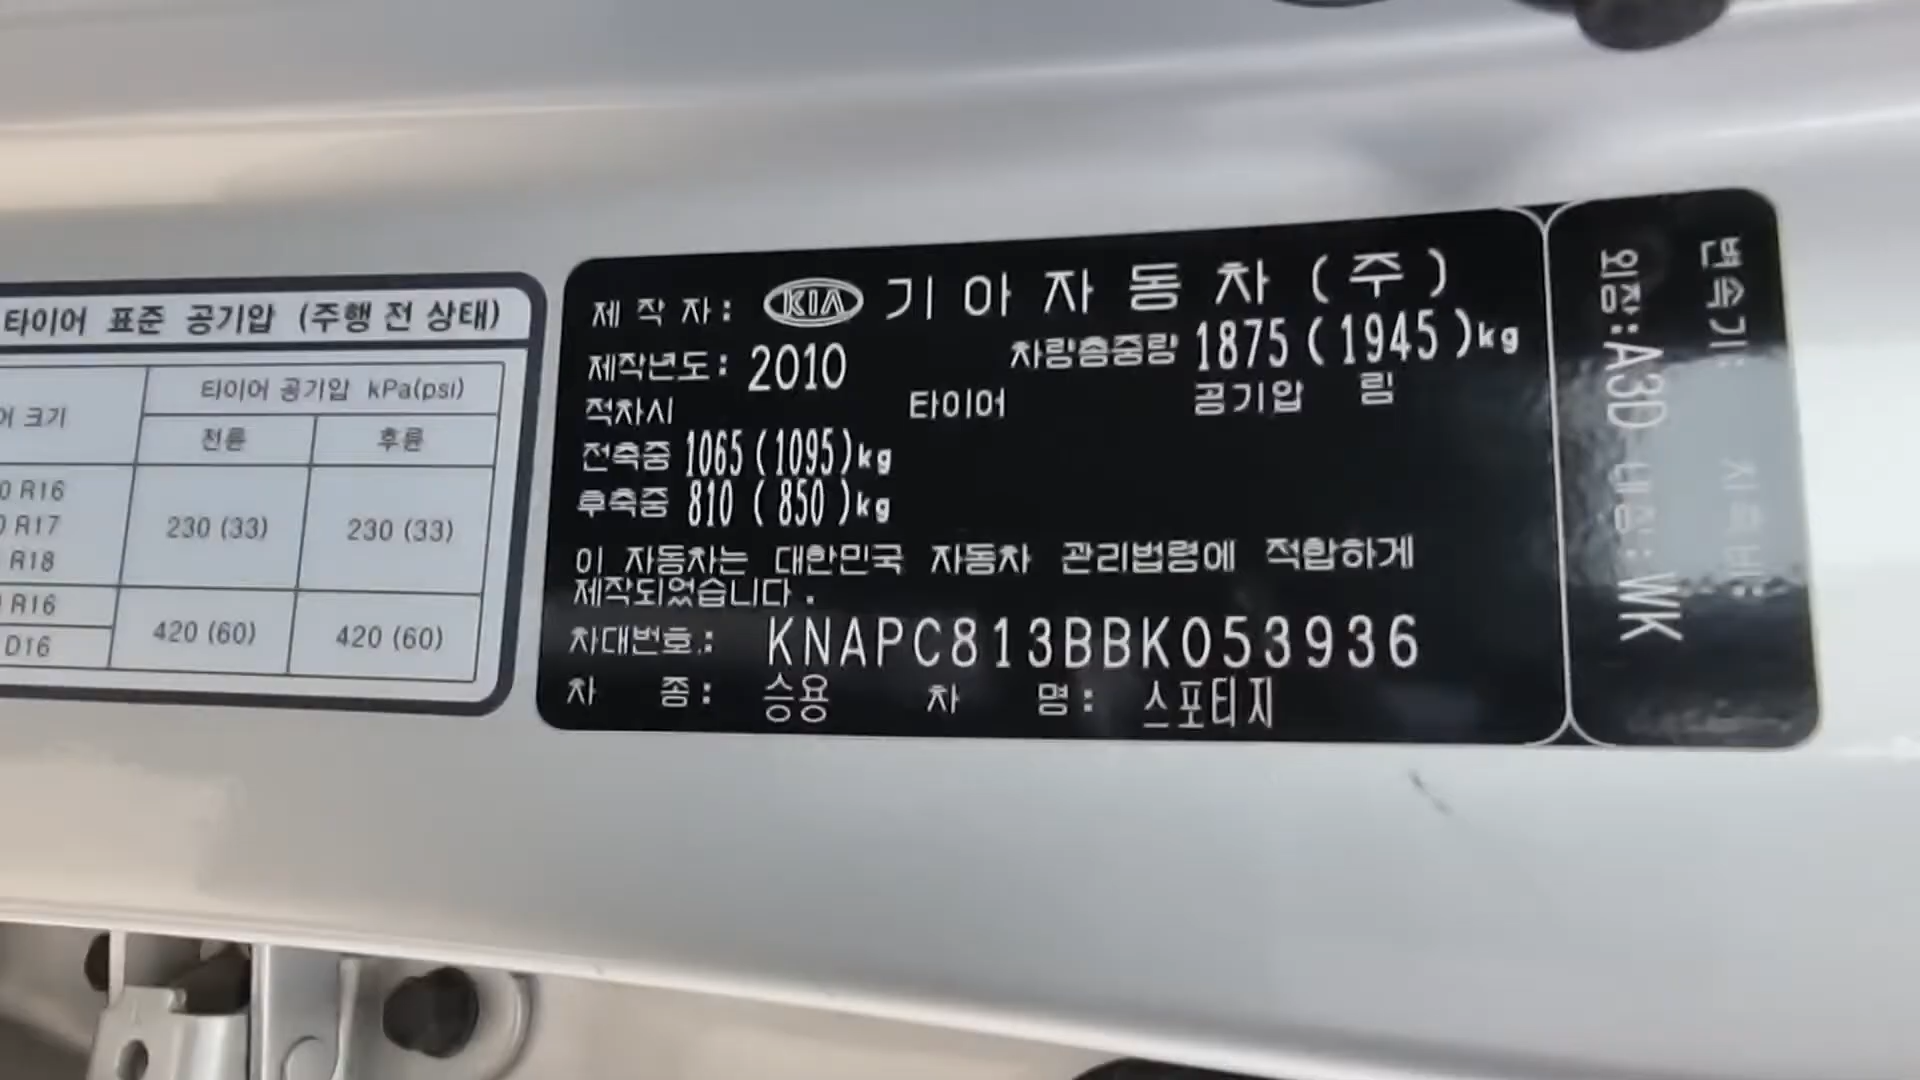 타이어 표준 공기압 (주행 전 상태)
어 크기
타이어 공기압 kPa(psi)
전륜
후륜
0 R16
0 R17
R18
230 (33)
230 (33)
R16
D16
420 (60)
420 (60)
제 작 자: KIA 기 아 자 동 차 (주)
제작년도: 2010
차량총중량 1875 (1945)kg
적차시
타이어
공기압
림
전축중 1065 (1095)kg
후축중 810 (850)kg
이 자동차는 대한민국 자동차 관리법령에 적합하게
제작되었습니다.
차대번호: KNAPC813BBK053936
차 종: 승용 차 명: 스포티지
변속기:
외장:A3D 내장:WK